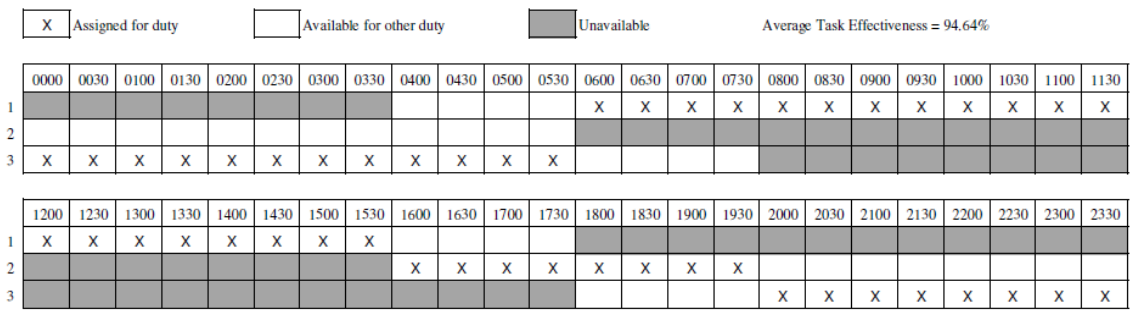 X Assigned for duty Available for other duty Unavailable Average Task Effectiveness = 94.64%
0000 0030 0100 0130 0200 0230 0300 0330 0400 0430 0500 0530 0600 0630 0700 0730 0800 0830 0900 0930 1000 1030 1100 1130
1 X X X X X X X X X X X X
2
3 X X X X X X X X X X X X
1200 1230 1300 1330 1400 1430 1500 1530 1600 1630 1700 1730 1800 1830 1900 1930 2000 2030 2100 2130 2200 2230 2300 2330
1 X X X X X X X X
2 X X X X X X X X
3 X X X X X X X X